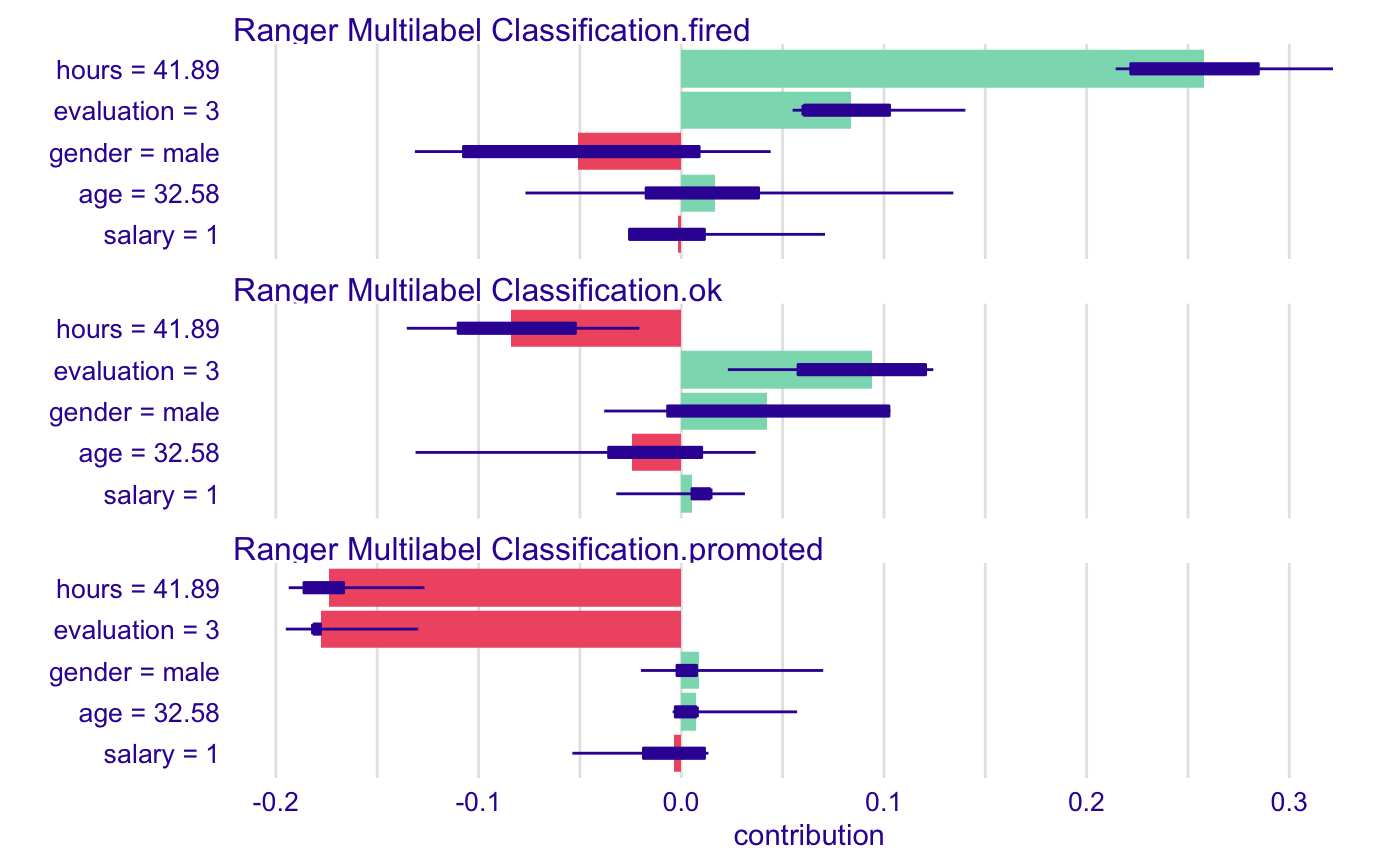 Ranger Multilabel Classification.fired
hours = 41.89
evaluation = 3
gender = male
age = 32.58
salary = 1
Ranger Multilabel Classification.ok
hours = 41.89
evaluation = 3
gender = male
age = 32.58
salary = 1
Ranger Multilabel Classification.promoted
hours = 41.89
evaluation = 3
gender = male
age = 32.58
salary = 1
-0.2 -0.1 0.0 0.1 0.2 0.3
contribution